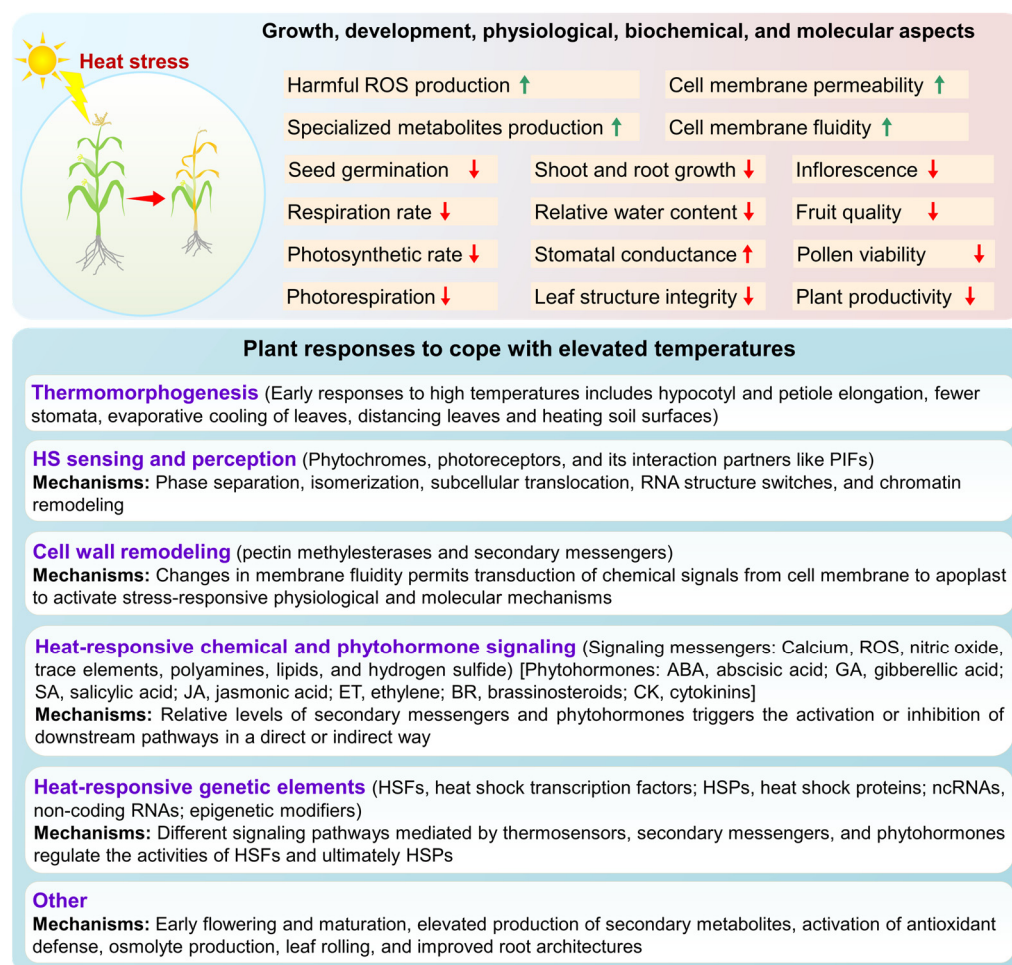 Growth, development, physiological, biochemical, and molecular aspects
Heat stress
Harmful ROS production ↑
Cell membrane permeability ↑
Specialized metabolites production ↑
Cell membrane fluidity ↑
Seed germination ↓
Shoot and root growth ↓
Inflorescence ↓
Respiration rate ↓
Relative water content ↓
Fruit quality ↓
Photosynthetic rate ↓
Stomatal conductance ↑
Pollen viability ↓
Photorespiration ↓
Leaf structure integrity ↓
Plant productivity ↓
Plant responses to cope with elevated temperatures
Thermomorphogenesis (Early responses to high temperatures includes hypocotyl and petiole elongation, fewer
stomata, evaporative cooling of leaves, distancing leaves and heating soil surfaces)
HS sensing and perception (Phytochromes, photoreceptors, and its interaction partners like PIFs)
Mechanisms: Phase separation, isomerization, subcellular translocation, RNA structure switches, and chromatin
remodeling
Cell wall remodeling (pectin methylesterases and secondary messengers)
Mechanisms: Changes in membrane fluidity permits transduction of chemical signals from cell membrane to apoplast
to activate stress-responsive physiological and molecular mechanisms
Heat-responsive chemical and phytohormone signaling (Signaling messengers: Calcium, ROS, nitric oxide,
trace elements, polyamines, lipids, and hydrogen sulfide) [Phytohormones: ABA, abscisic acid; GA, gibberellic acid;
SA, salicylic acid; JA, jasmonic acid; ET, ethylene; BR, brassinosteroids; CK, cytokinins]
Mechanisms: Relative levels of secondary messengers and phytohormones triggers the activation or inhibition of
downstream pathways in a direct or indirect way
Heat-responsive genetic elements (HSFs, heat shock transcription factors; HSPs, heat shock proteins; ncRNAs,
non-coding RNAs; epigenetic modifiers)
Mechanisms: Different signaling pathways mediated by thermosensors, secondary messengers, and phytohormones
regulate the activities of HSFs and ultimately HSPs
Other
Mechanisms: Early flowering and maturation, elevated production of secondary metabolites, activation of antioxidant
defense, osmolyte production, leaf rolling, and improved root architectures